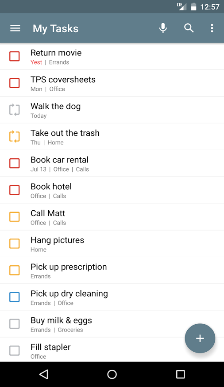 12:57
My Tasks
Return movie
Yest | Errands
TPS coversheets
Mon | Office
Walk the dog
Today
Take out the trash
Thu | Home
Book car rental
Jul 13 | Office | Calls
Book hotel
Office | Calls
Call Matt
Office | Calls
Hang pictures
Home
Pick up prescription
Errands
Pick up dry cleaning
Errands | Office
Buy milk & eggs
Errands | Groceries
Fill stapler
Office